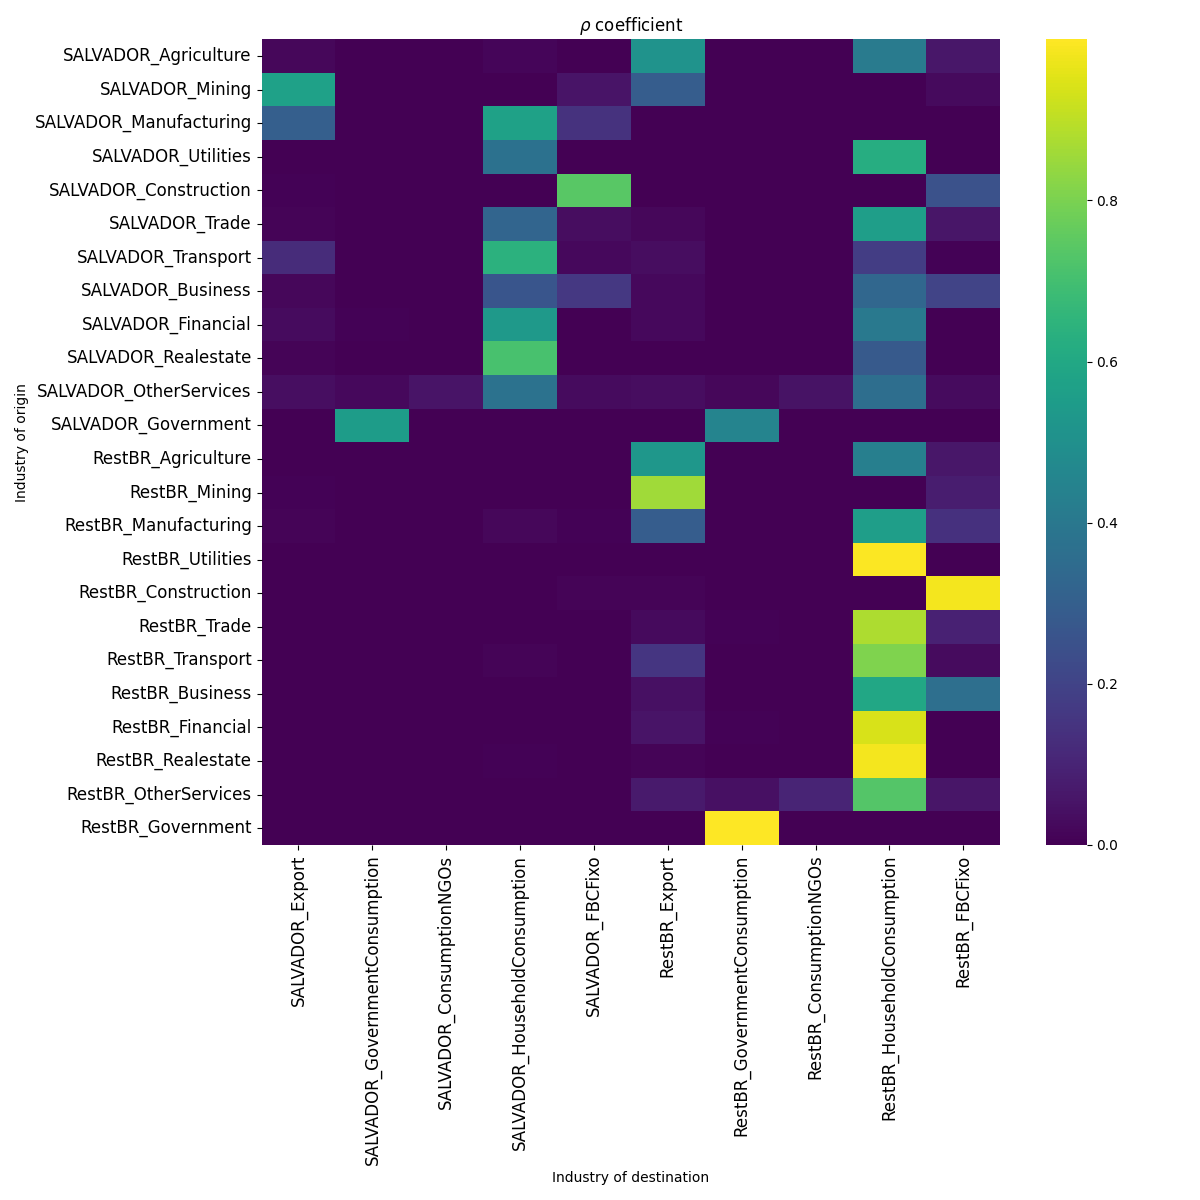 ρ coefficient
SALVADOR_Agriculture
SALVADOR_Mining
SALVADOR_Manufacturing
SALVADOR_Utilities
SALVADOR_Construction
SALVADOR_Trade
SALVADOR_Transport
SALVADOR_Business
SALVADOR_Financial
SALVADOR_Realestate
SALVADOR_OtherServices
SALVADOR_Government
RestBR_Agriculture
RestBR_Mining
RestBR_Manufacturing
RestBR_Utilities
RestBR_Construction
RestBR_Trade
RestBR_Transport
RestBR_Business
RestBR_Financial
RestBR_Realestate
RestBR_OtherServices
RestBR_Government
Industry of origin
SALVADOR_Export
SALVADOR_GovernmentConsumption
SALVADOR_ConsumptionNGOs
SALVADOR_HouseholdConsumption
SALVADOR_FBCFixo
RestBR_Export
RestBR_GovernmentConsumption
RestBR_ConsumptionNGOs
RestBR_HouseholdConsumption
RestBR_FBCFixo
Industry of destination
0.8
0.6
0.4
0.2
0.0